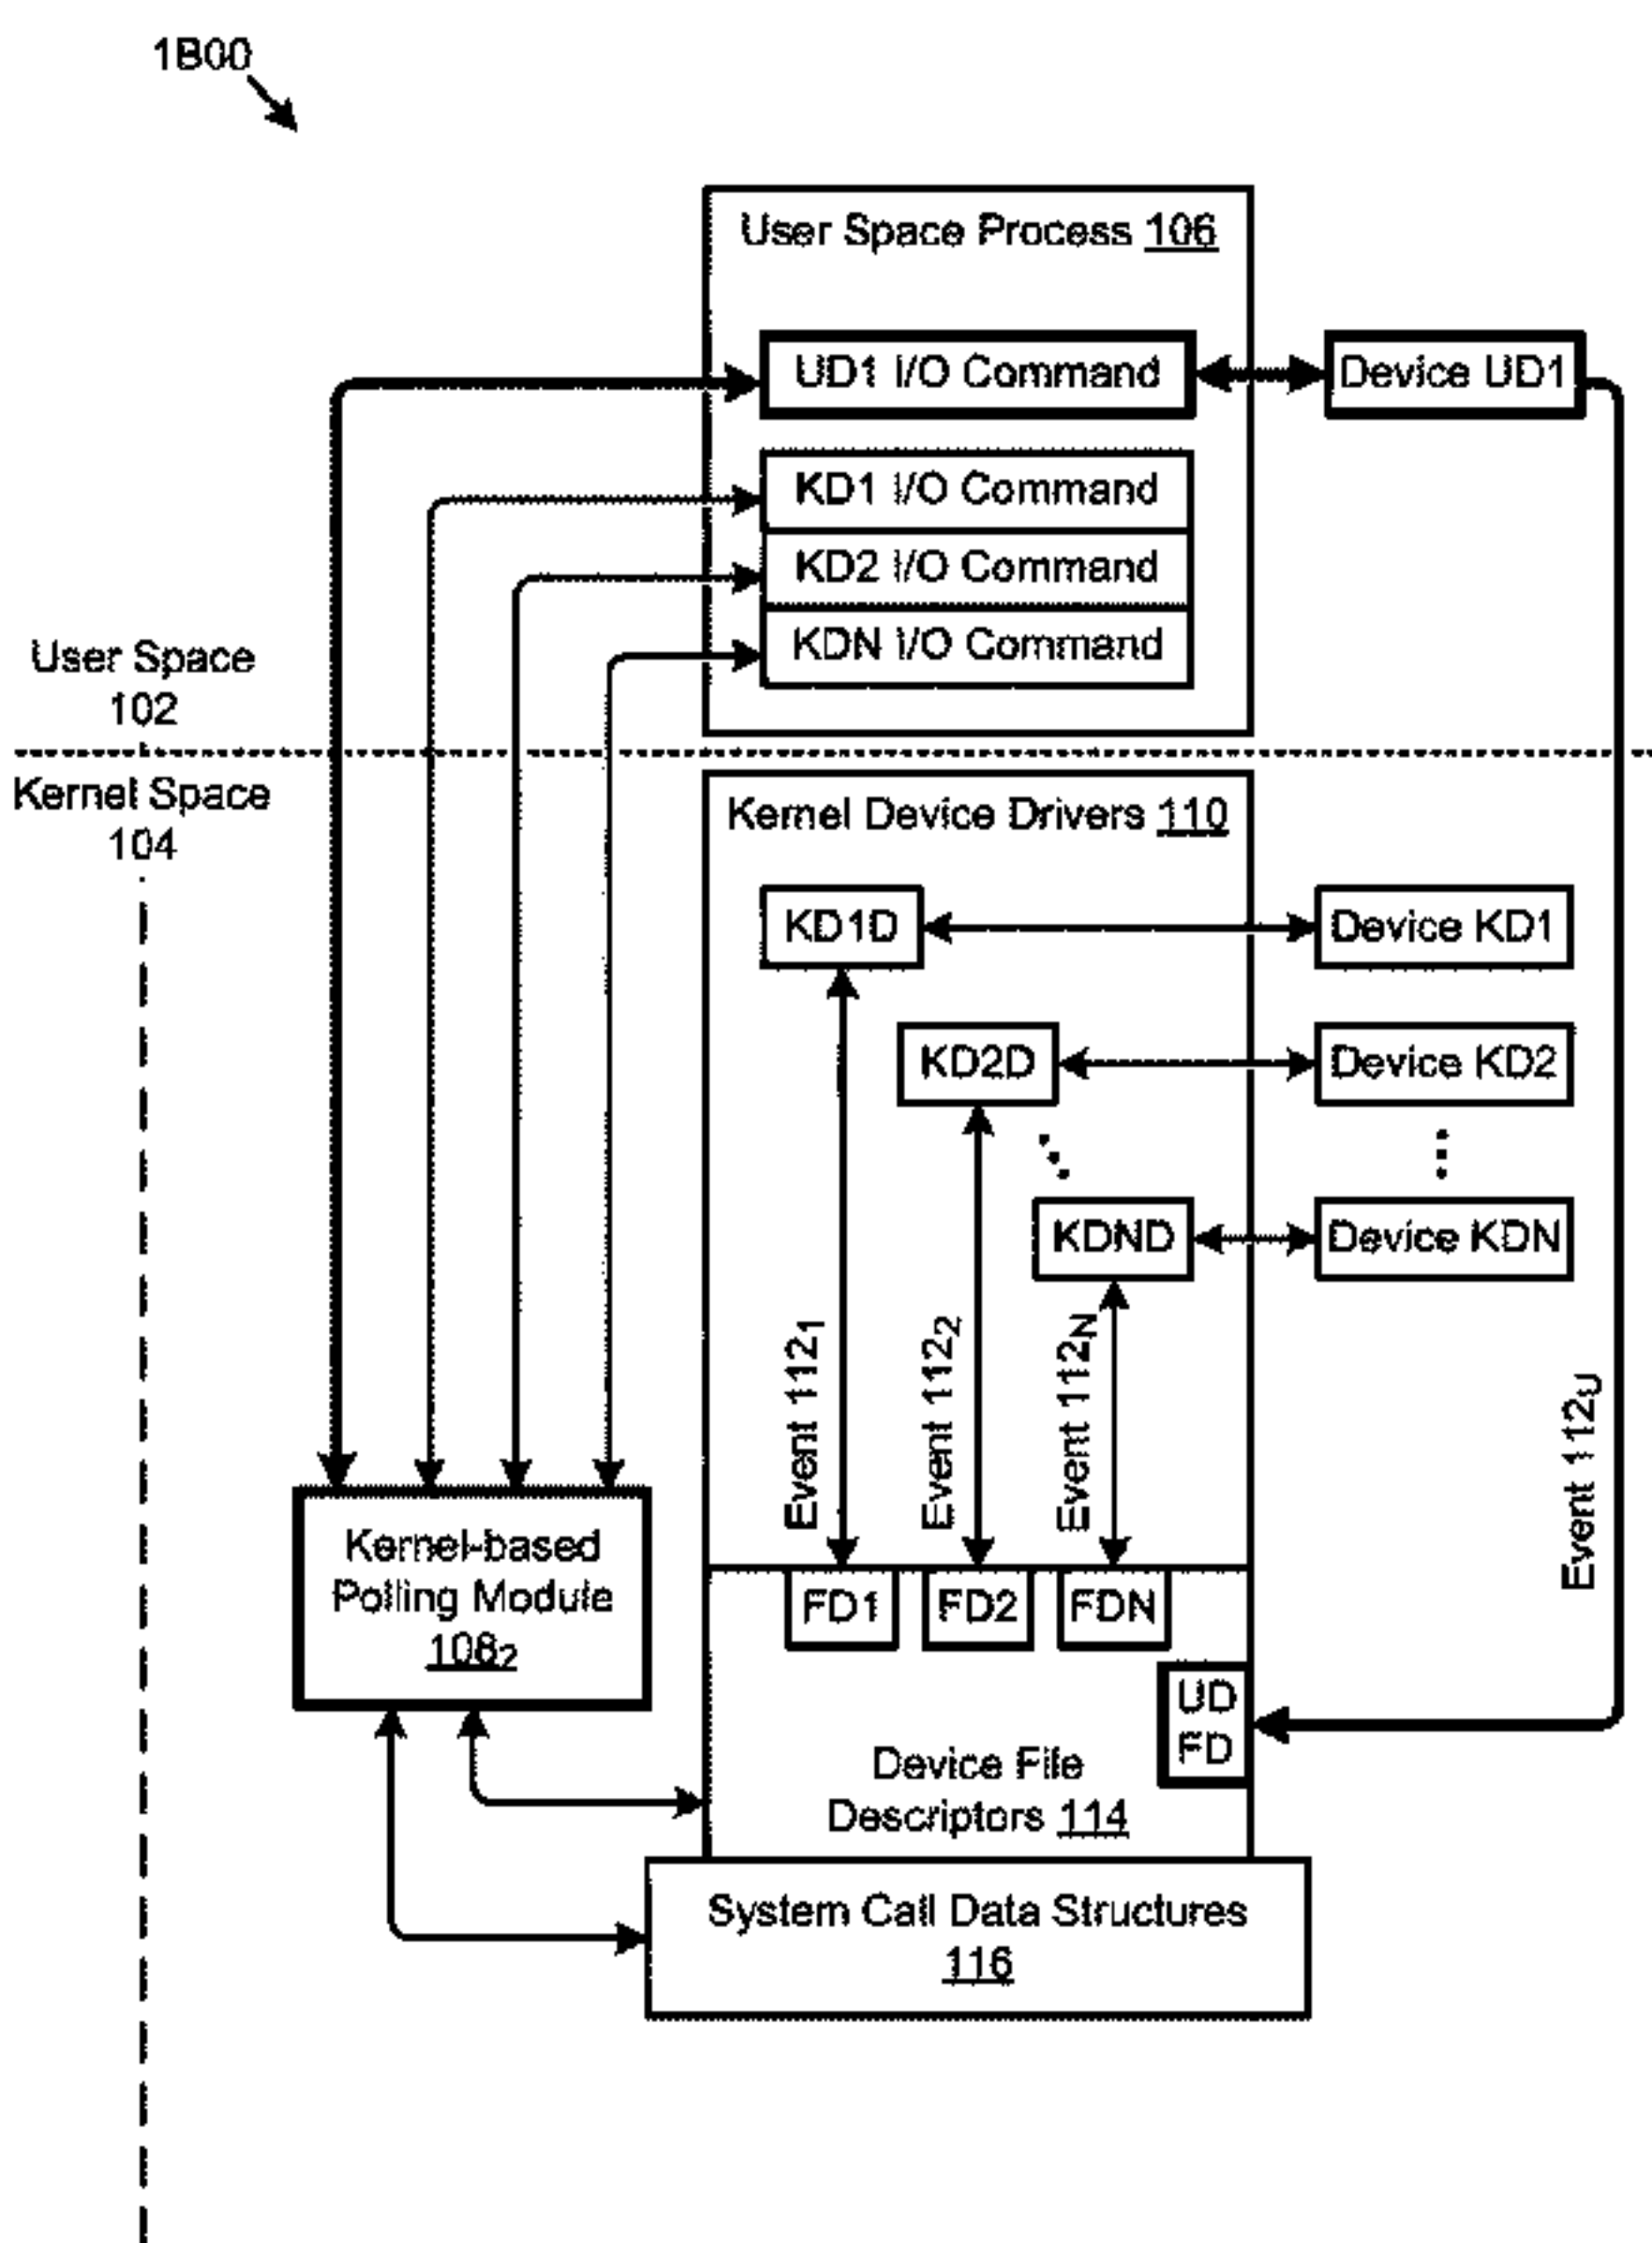 1B00
User Space Process 106
UD1 I/O Command
Device UD1
KD1 I/O Command
KD2 I/O Command
KDN I/O Command
User Space
102
Kernel Space
104
Kernel Device Drivers 110
KD1D
Device KD1
KD2D
Device KD2
KDND
Device KDN
Event 112₁
Event 112₂
Event 112N
Event 112U
Kernel-based
Polling Module
108₂
FD1
FD2
FDN
UD
FD
Device File
Descriptors 114
System Call Data Structures
116